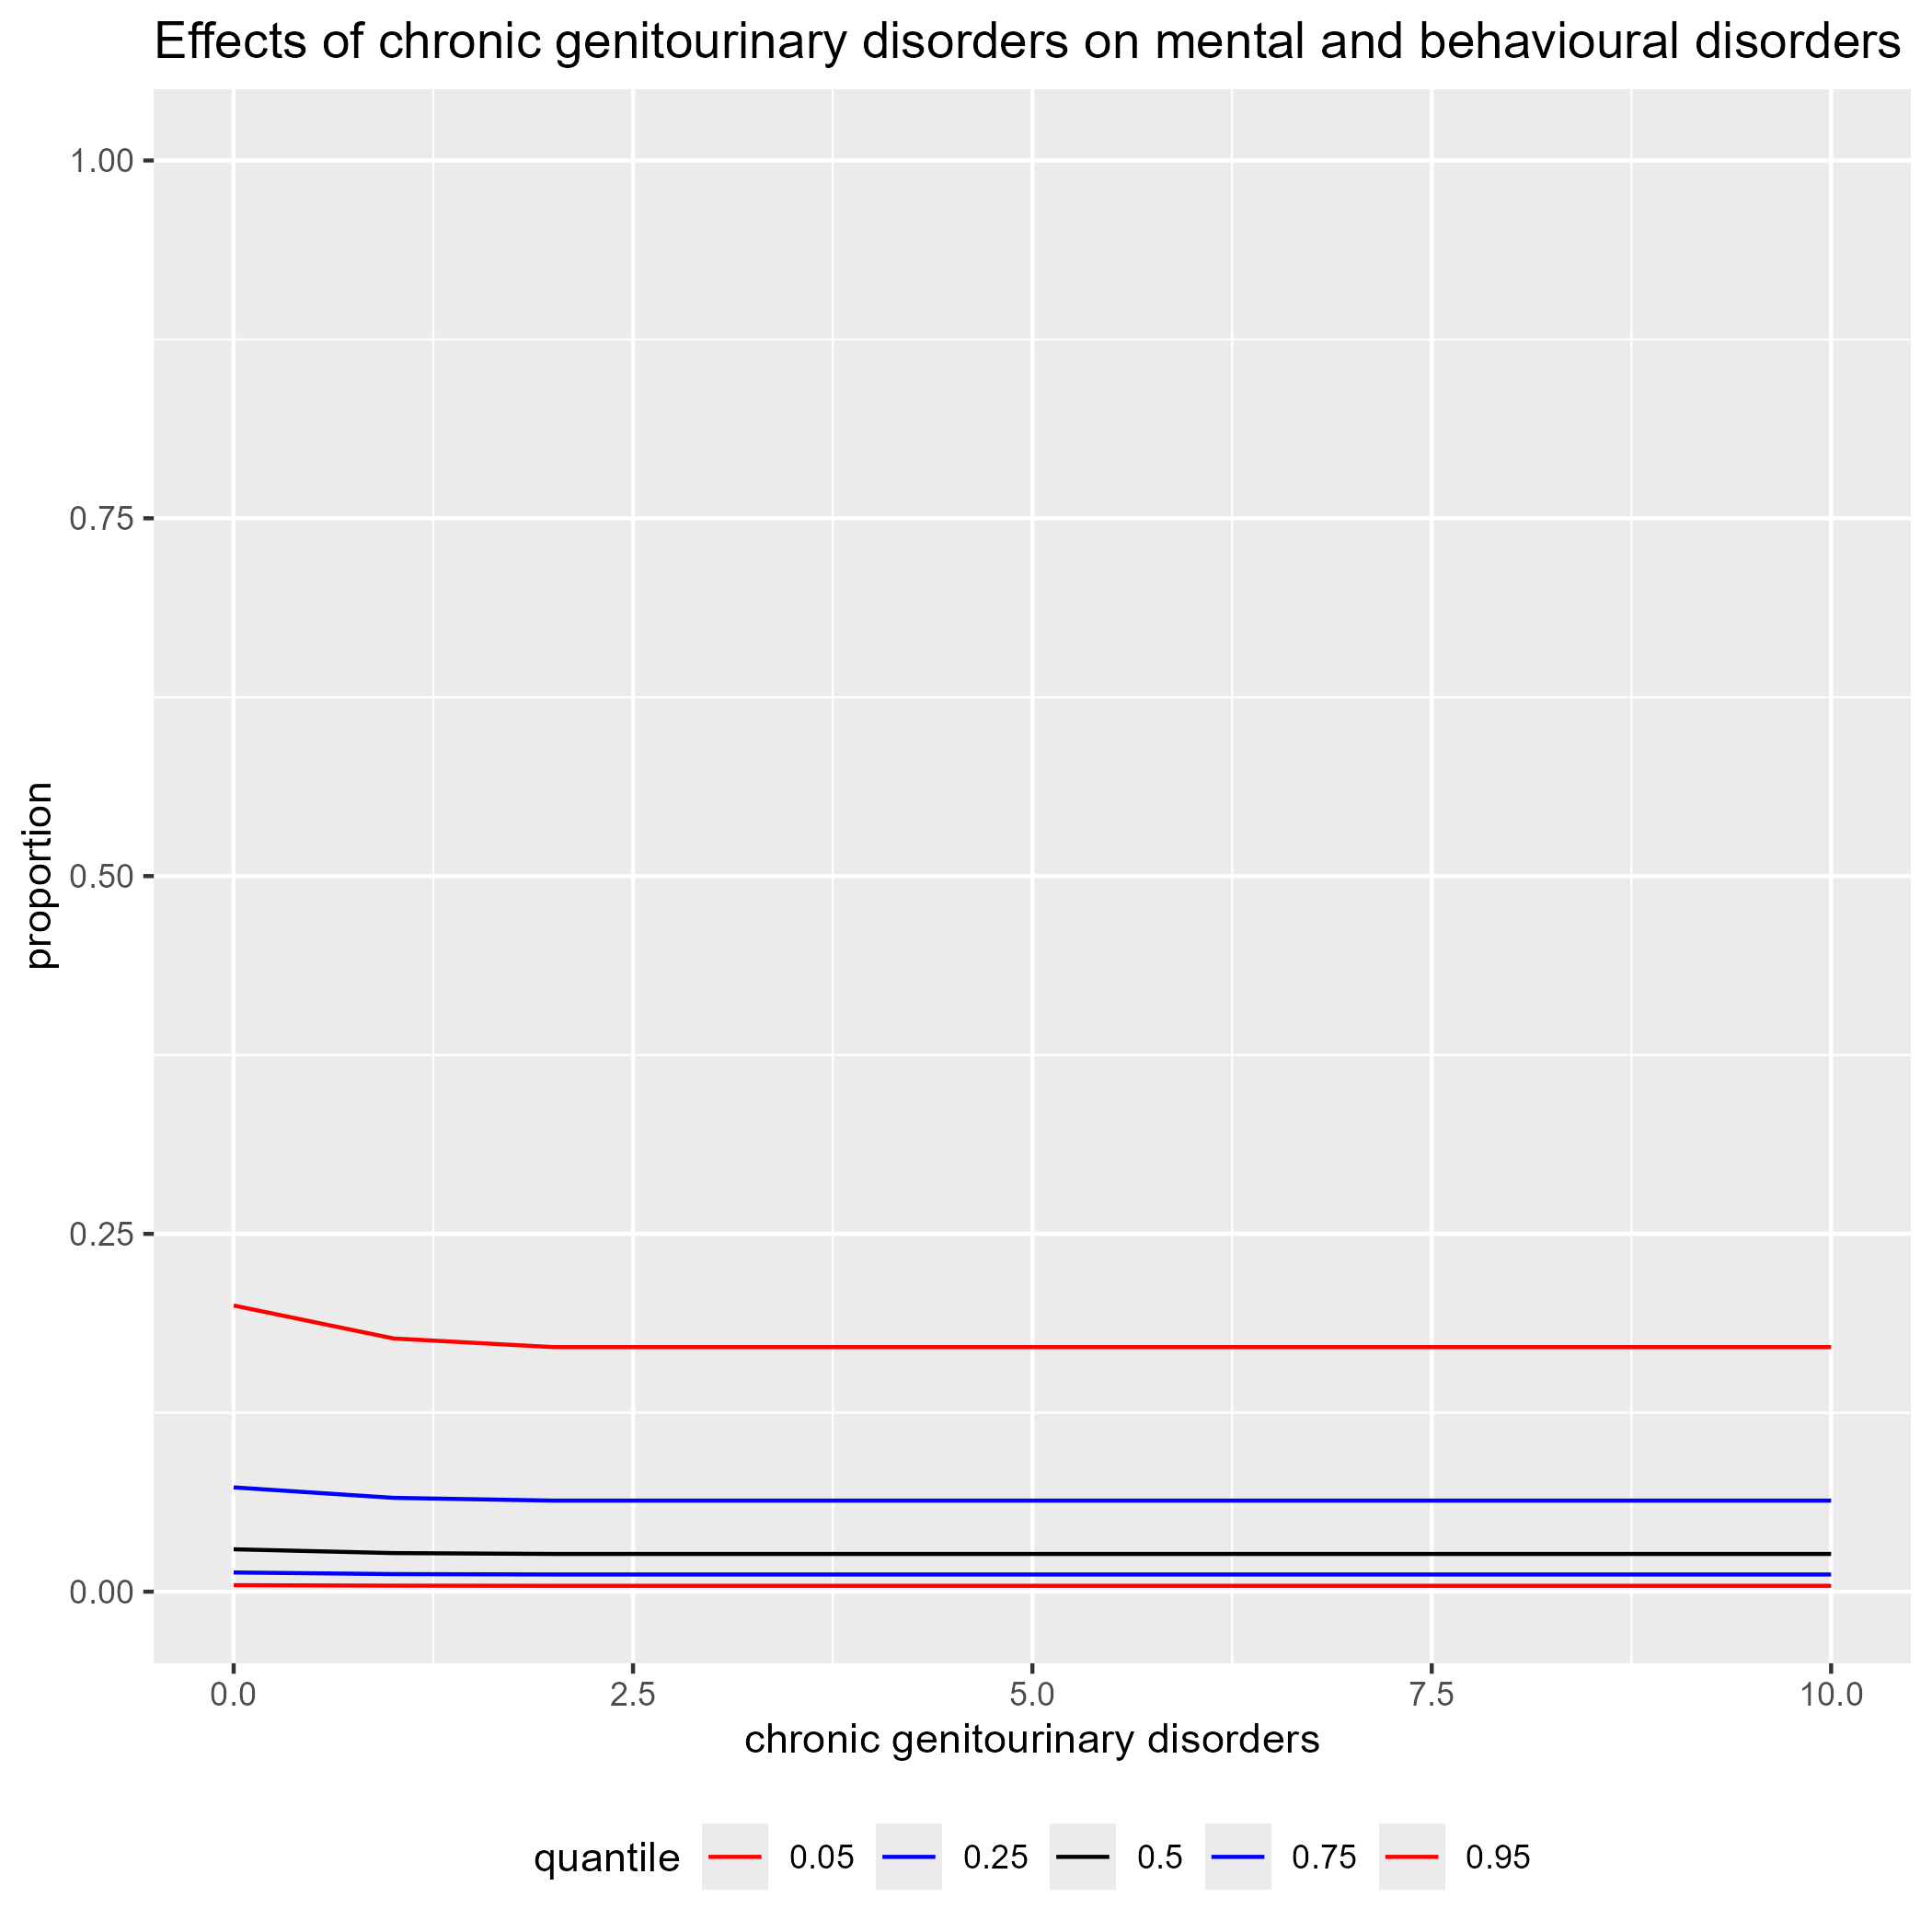 Effects of chronic genitourinary disorders on mental and behavioural disorders
1.00
0.75
0.50
0.25
0.00
proportion
0.0 2.5 5.0 7.5 10.0
chronic genitourinary disorders
quantile 0.05 0.25 0.5 0.75 0.95